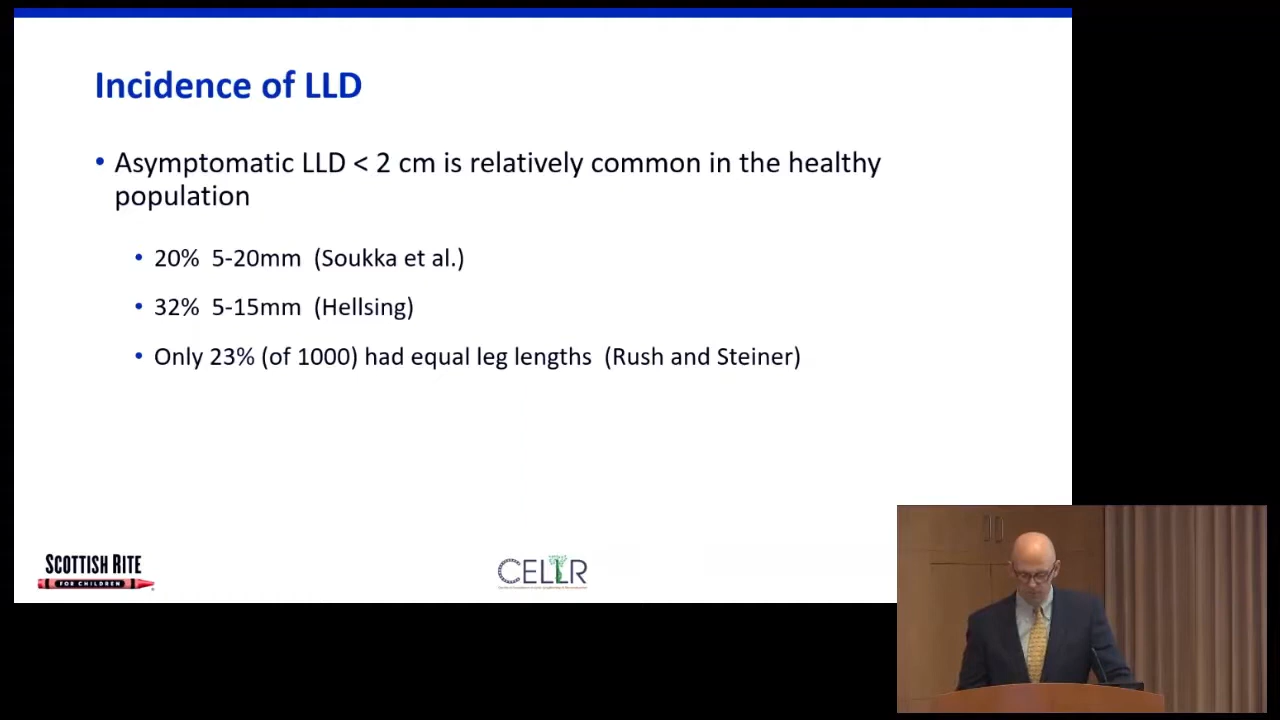 Incidence of LLD
• Asymptomatic LLD < 2 cm is relatively common in the healthy
population
• 20% 5-20mm (Soukka et al.)
• 32% 5-15mm (Hellsing)
• Only 23% (of 1000) had equal leg lengths (Rush and Steiner)
SCOTTISH RITE
FOR CHILDREN
CELLR